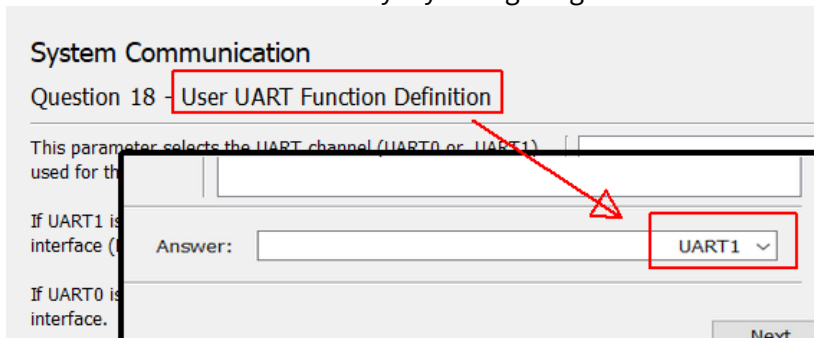 System Communication
Question 18 - User UART Function Definition
This parameter selects the UART channel (UART0 or UART1)
used for th
If UART1 is
interface (
Answer: UART1
If UART0 is
interface.
Next